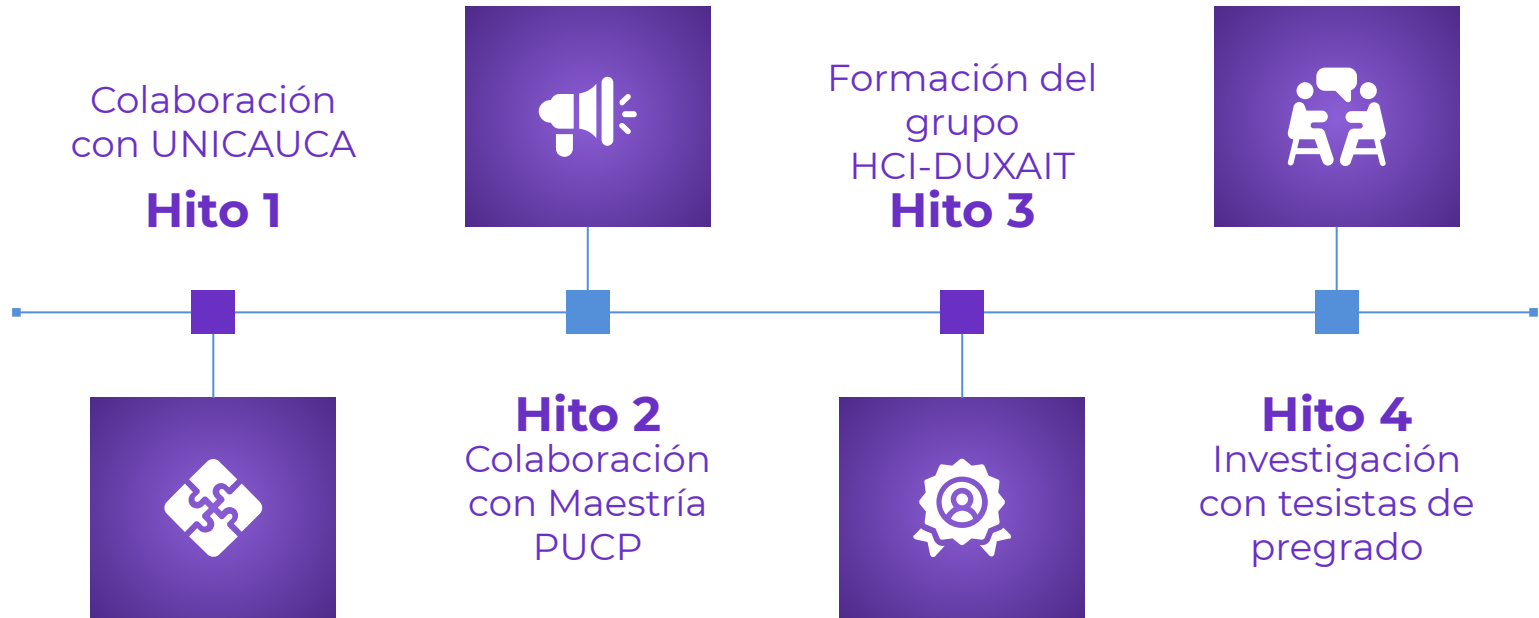 Colaboración
con UNICAUCA
Hito 1
Hito 2
Colaboración
con Maestría
PUCP
Formación del
grupo
HCI-DUXAIT
Hito 3
Hito 4
Investigación
con tesistas de
pregrado